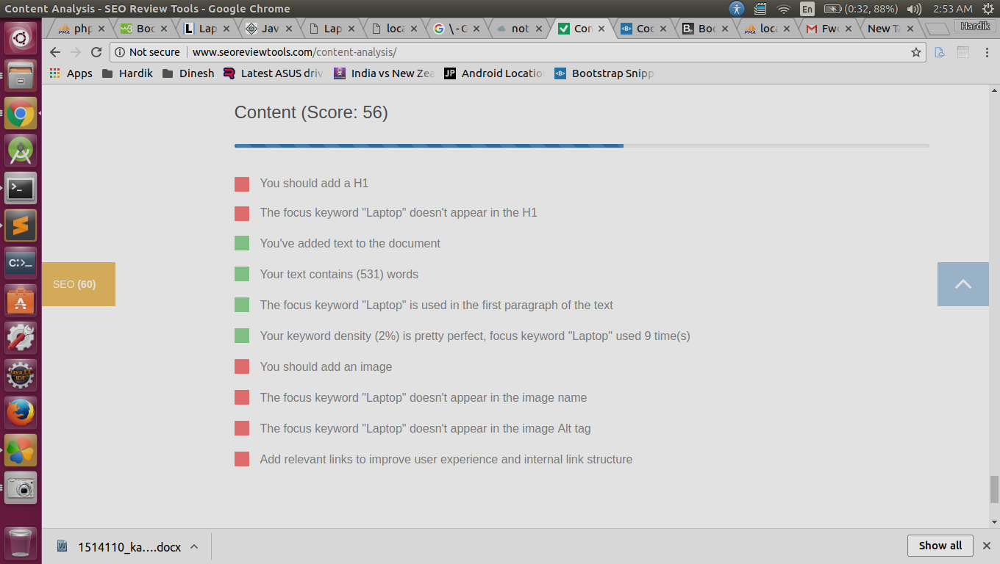 Content Analysis - SEO Review Tools - Google Chrome
En
(0:32, 88%)
2:53 AM
php
Boo
Lap
Jav
Lap
loca
\ - G
not
Con
Coo
Boo
loca
Fwo
New Ta
Hardik
Not secure
www.seoreviewtools.com/content-analysis/
Apps
Hardik
Dinesh
Latest ASUS driv
India vs New Zea
Android Locatio
Bootstrap Snipp
Content (Score: 56)
You should add a H1
The focus keyword "Laptop" doesn't appear in the H1
You've added text to the document
Your text contains (531) words
SEO (60)
The focus keyword "Laptop" is used in the first paragraph of the text
Your keyword density (2%) is pretty perfect, focus keyword "Laptop" used 9 time(s)
You should add an image
The focus keyword "Laptop" doesn't appear in the image name
The focus keyword "Laptop" doesn't appear in the image Alt tag
Add relevant links to improve user experience and internal link structure
Java EE
IDE
1514110_ka....docx
Show all